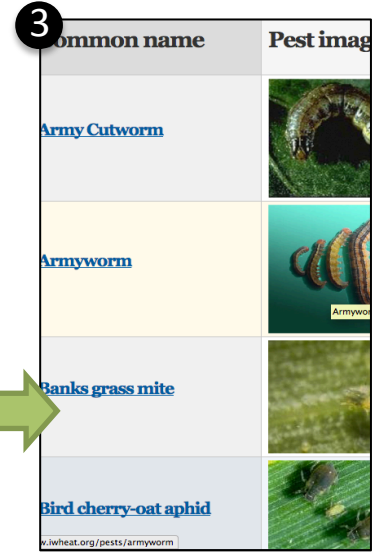 3
ommon name Pest imag
Army Cutworm
Armyworm
Armywor
Banks grass mite
Bird cherry-oat aphid
w.iwheat.org/pests/armyworm